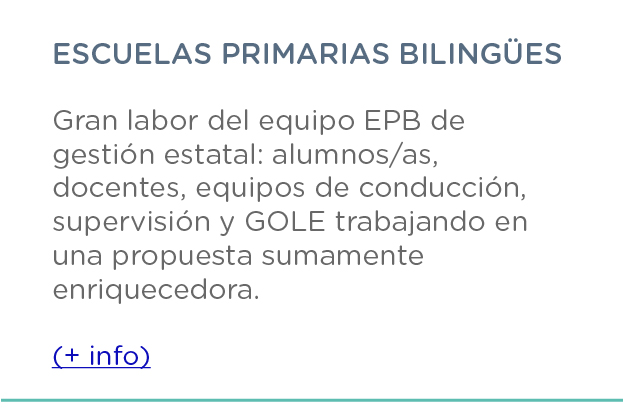 ESCUELAS PRIMARIAS BILINGÜES
Gran labor del equipo EPB de
gestión estatal: alumnos/as,
docentes, equipos de conducción,
supervisión y GOLE trabajando en
una propuesta sumamente
enriquecedora.
(+ info)